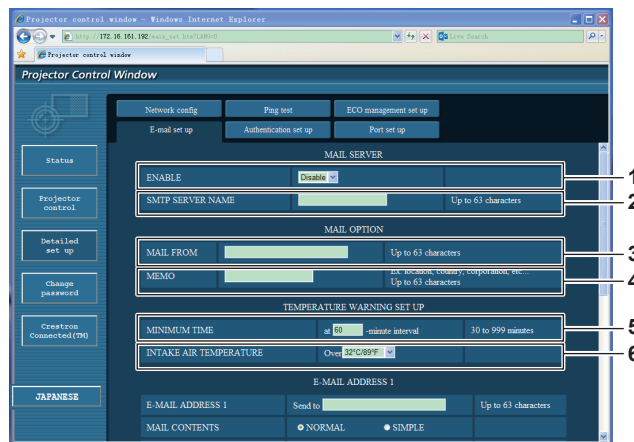 Projector control window - Windows Internet Explorer
http://172.16.161.192/main_set.htm?LANG=0
Live Search
Projector control window
Projector Control Window
Network config Ping test ECO management set up
E-mail set up Authentication set up Port set up
Status
Projector control
Detailed set up
Change password
Crestron Connected(TM)
JAPANESE
MAIL SERVER
ENABLE Disable 1
SMTP SERVER NAME Up to 63 characters 2
MAIL OPTION
MAIL FROM Up to 63 characters 3
MEMO Ex. location, country, corporation, etc... 4
Up to 63 characters
TEMPERATURE WARNING SET UP
MINIMUM TIME at 60 -minute interval 30 to 999 minutes 5
INTAKE AIR TEMPERATURE Over 32°C/89°F 6
E-MAIL ADDRESS 1
E-MAIL ADDRESS 1 Send to Up to 63 characters
MAIL CONTENTS NORMAL SIMPLE